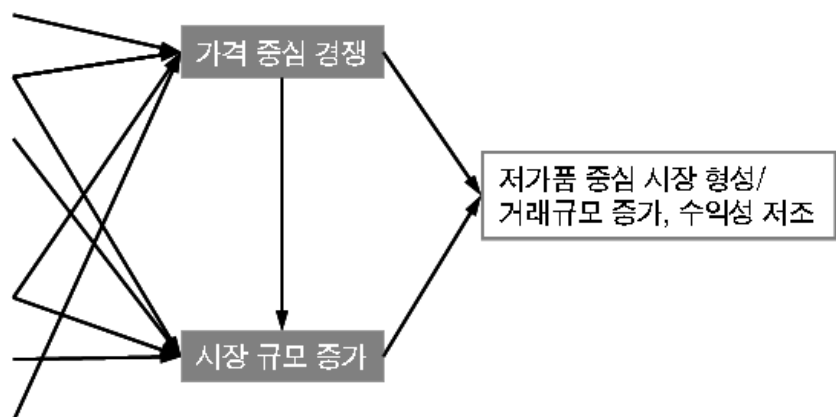 가격 중심 경쟁
저가품 중심 시장 형성/
거래규모 증가, 수익성 저조
시장 규모 증가